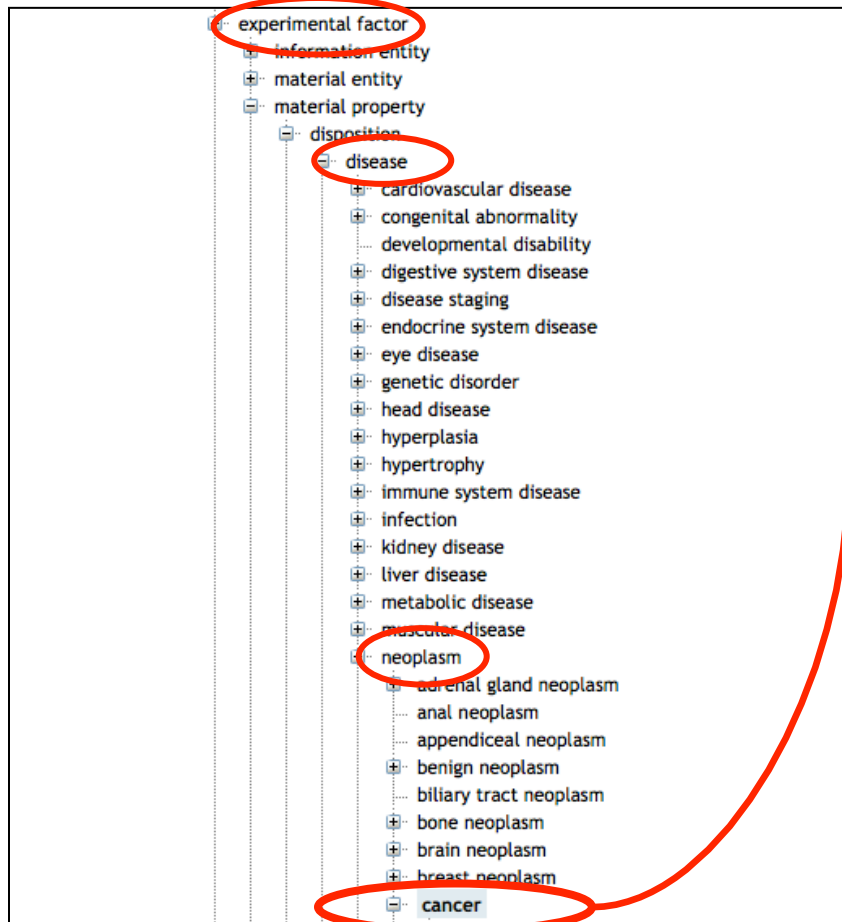 experimental factor
information entity
material entity
material property
disposition
disease
cardiovascular disease
congenital abnormality
developmental disability
digestive system disease
disease staging
endocrine system disease
eye disease
genetic disorder
head disease
hyperplasia
hypertrophy
immune system disease
infection
kidney disease
liver disease
metabolic disease
muscular disease
neoplasm
adrenal gland neoplasm
anal neoplasm
appendiceal neoplasm
benign neoplasm
biliary tract neoplasm
bone neoplasm
brain neoplasm
breast neoplasm
cancer